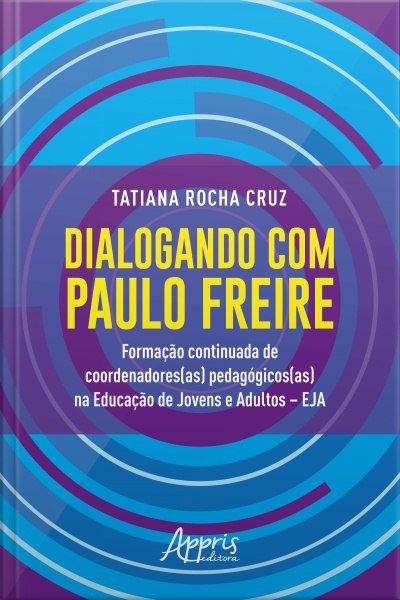 TATIANA ROCHA CRUZ
DIALOGANDO COM
PAULO FREIRE
Formação continuada de
coordenadores(as) pedagógicos(as)
na Educação de Jovens e Adultos – EJA
Appris
editora